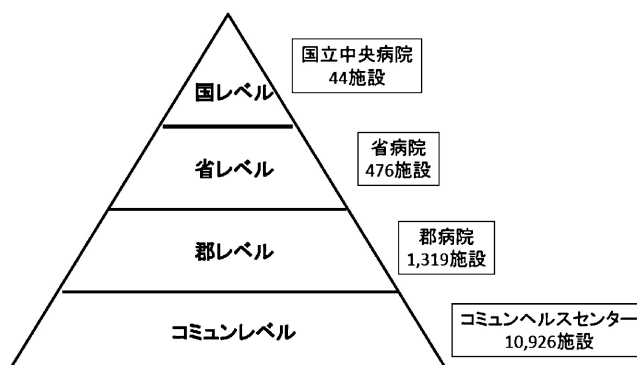 国立中央病院
44施設
国レベル
省病院
476施設
省レベル
郡病院
1,319施設
郡レベル
コミュンヘルスセンター
10,926施設
コミュンレベル